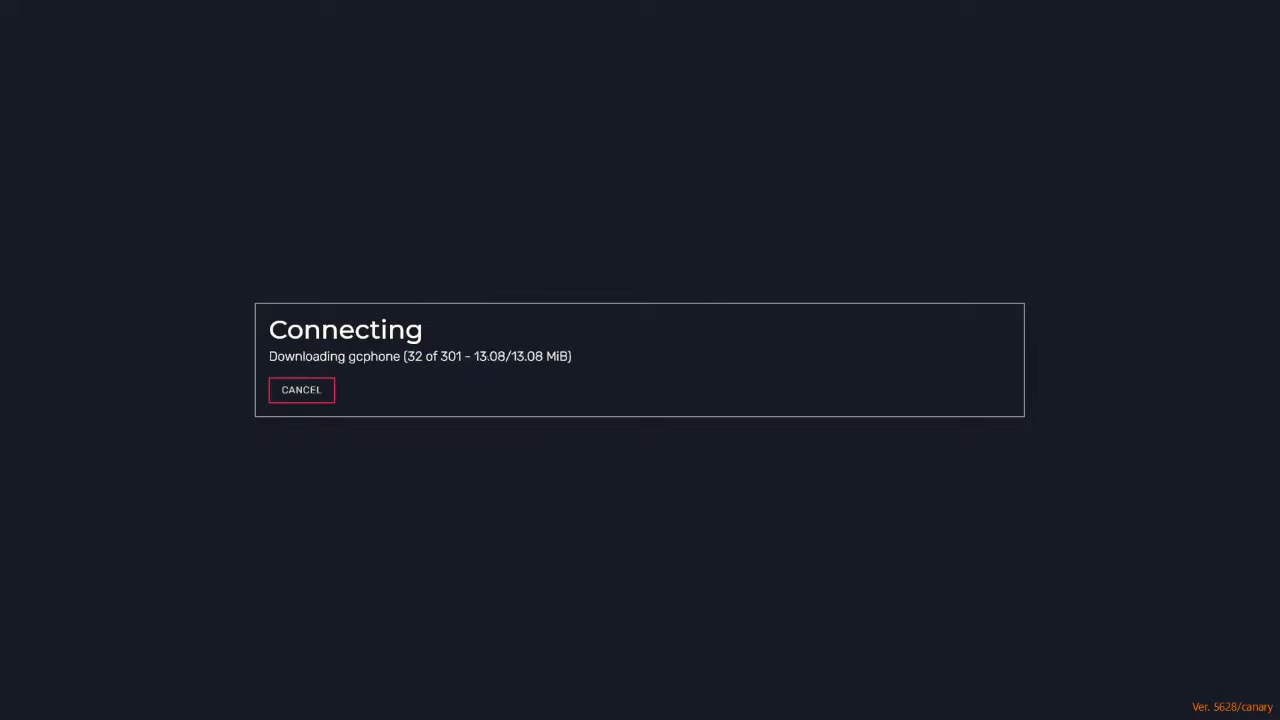 Connecting
Downloading gcphone (32 of 301 - 13.08/13.08 MiB)
CANCEL
Ver. 5628/canary